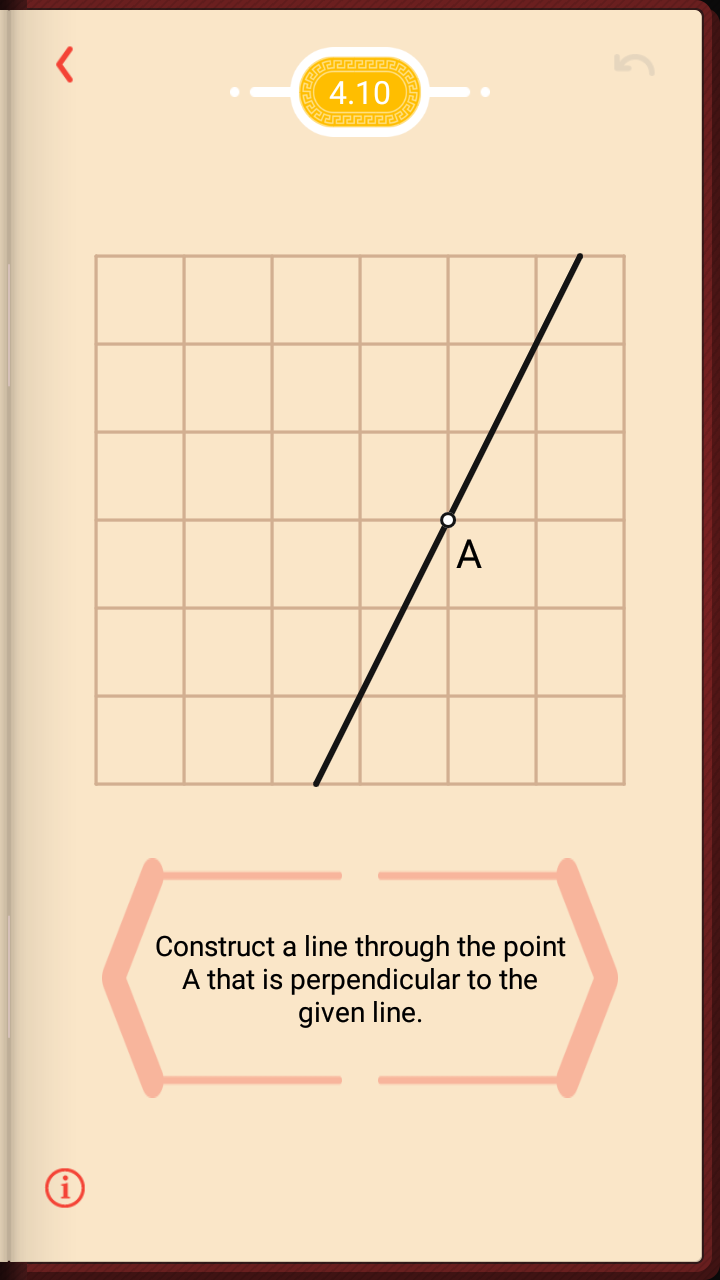 4.10
A
Construct a line through the point
A that is perpendicular to the
given line.
i